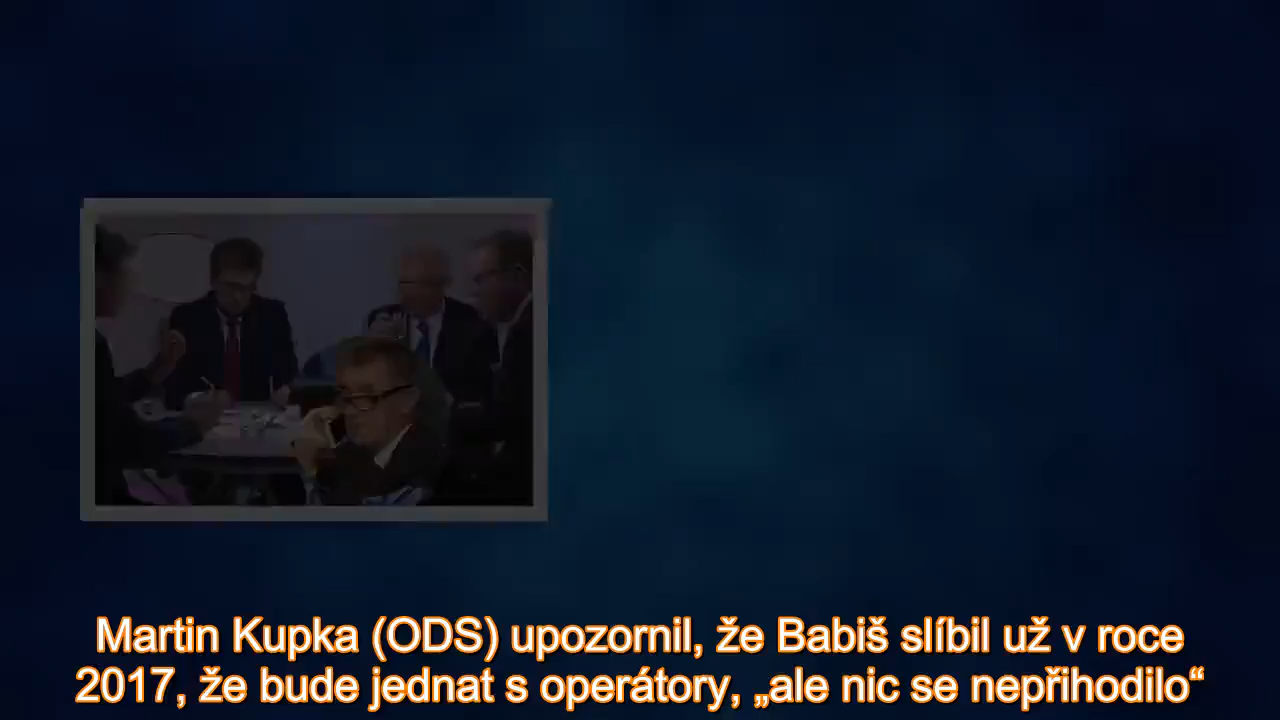 Martin Kupka (ODS) upozornil, že Babiš slíbil už v roce
2017, že bude jednat s operátory, „ale nic se nepřihodilo“